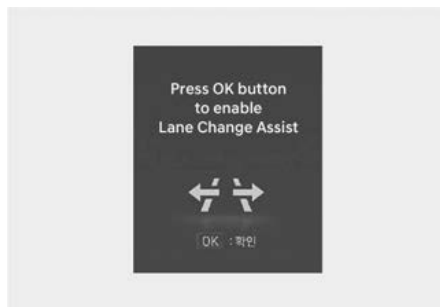 Press OK button
to enable
Lane Change Assist
OK : 확인